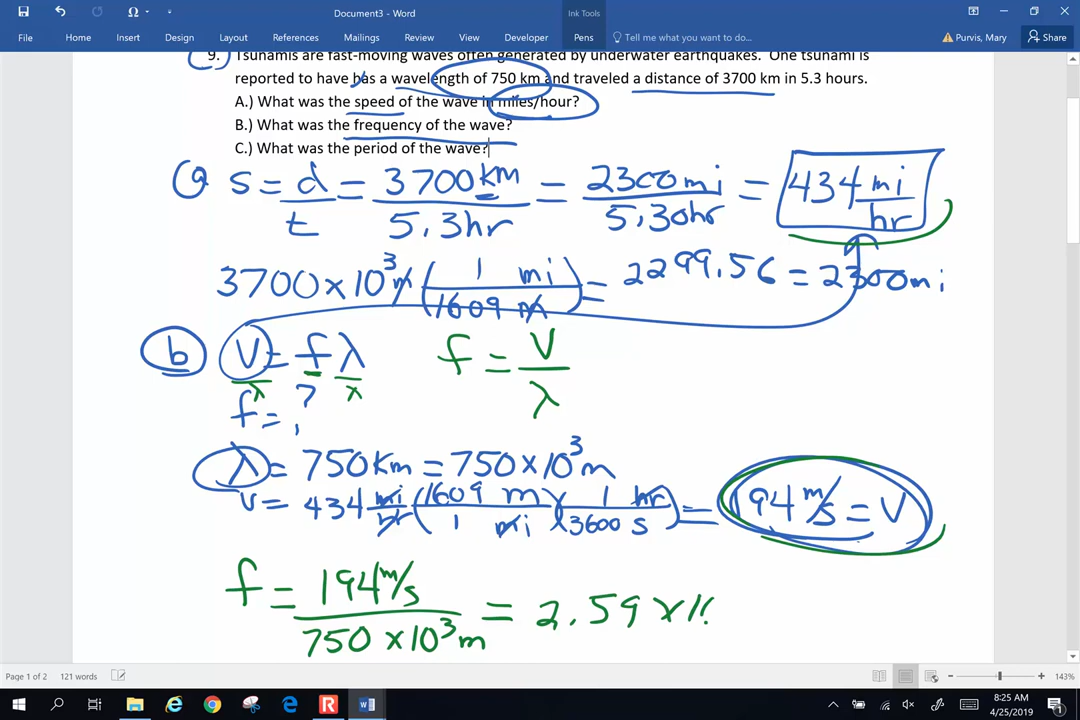 Document3 - Word
Ink Tools
File Home Insert Design Layout References Mailings Review View Developer Pens Tell me what you want to do... Purvis, Mary Share
9. Tsunamis are fast-moving waves often generated by underwater earthquakes. One tsunami is
reported to have has a wavelength of 750 km and traveled a distance of 3700 km in 5.3 hours.
A.) What was the speed of the wave in miles/hour?
B.) What was the frequency of the wave?
C.) What was the period of the wave?
a s = d/t = 3700 km/5.3 hr = 2300 mi/5.30 hr = 434 mi/hr
3700 x 10³ m (1 mi/1609 m) = 2299.56 = 2300 mi
b V = f λ f = V/λ
λ ? λ
f = ?
λ = 750 Km = 750 x 10³ m
v = 434 mi/hr (1609 m/1 mi)(1 hr/3600 s) = 194 m/s = V
f = 194 m/s / 750 x 10³ m = 2.59 x 1
Page 1 of 2 121 words 143%
8:25 AM
4/25/2019